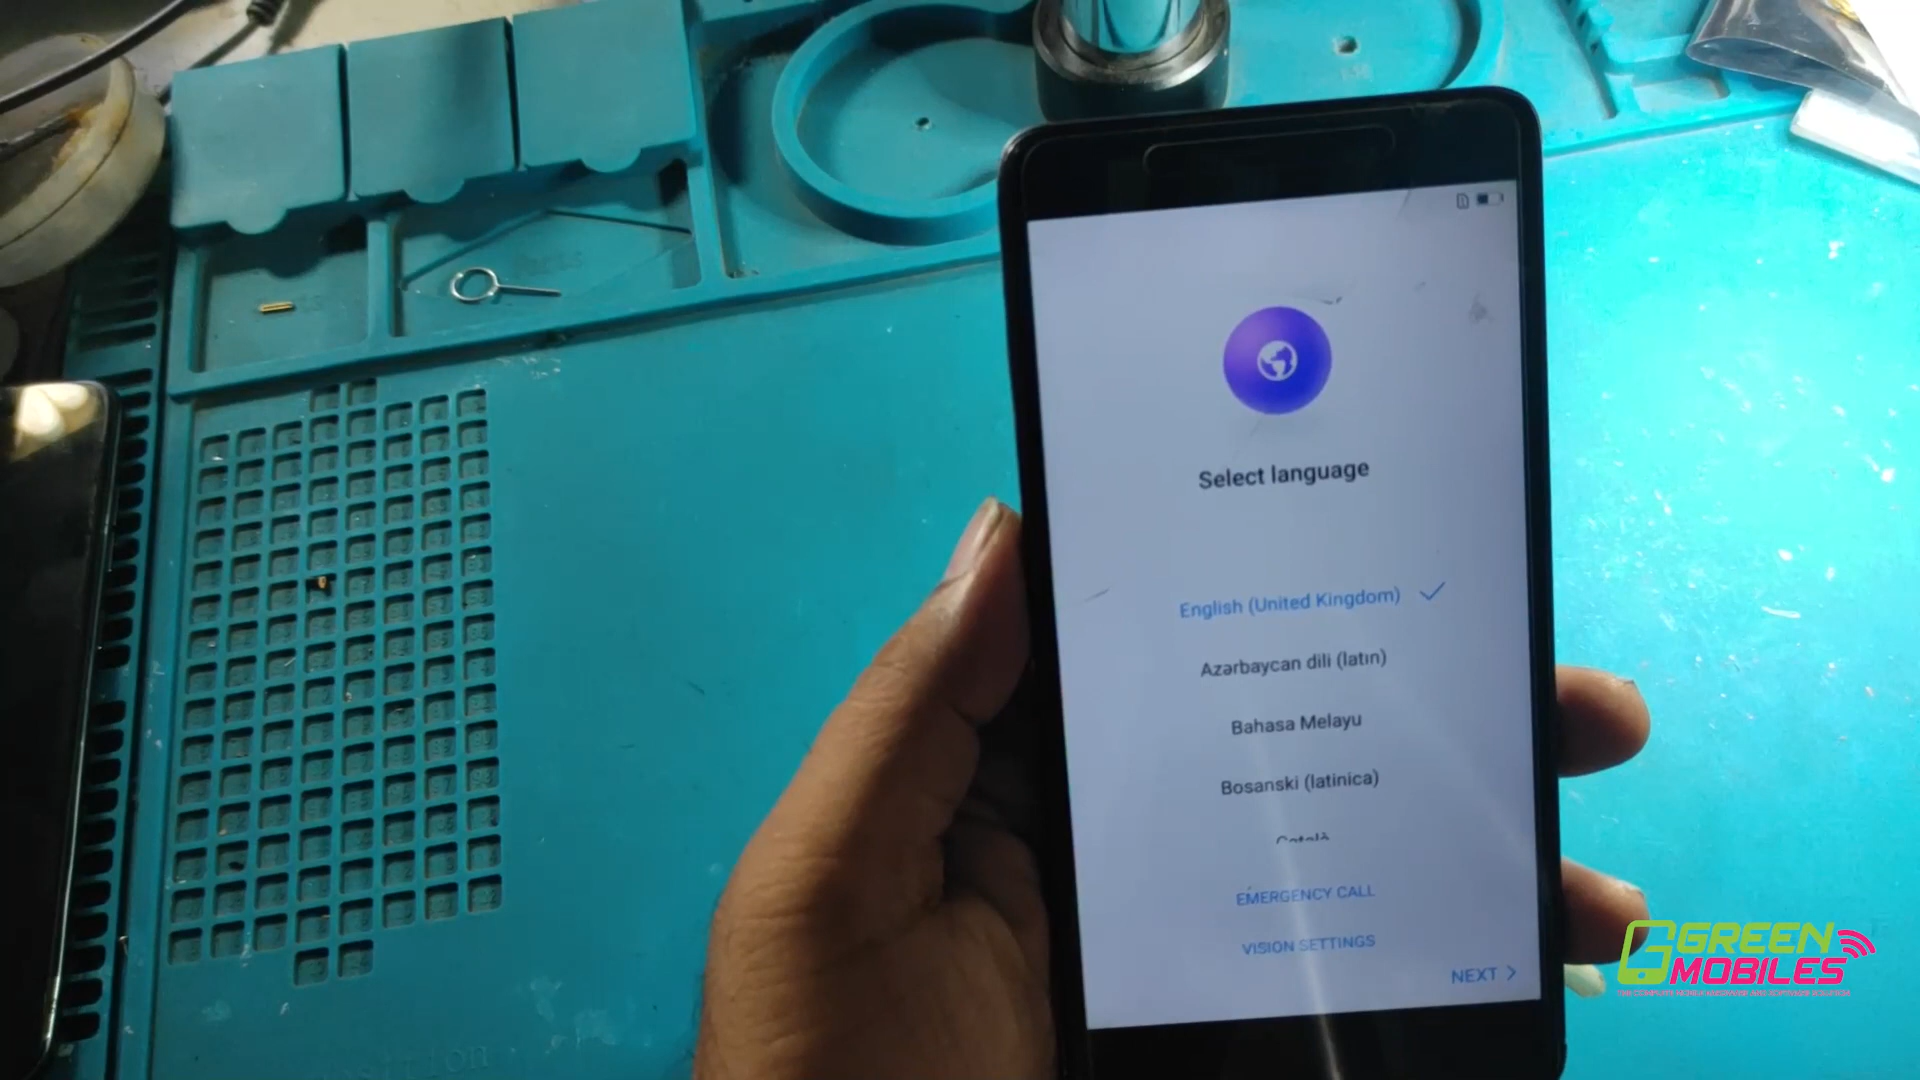 Select language
English (United Kingdom)
Azərbaycan dili (latın)
Bahasa Melayu
Bosanski (latinica)
Català
EMERGENCY CALL
VISION SETTINGS
NEXT
GREEN
MOBILES